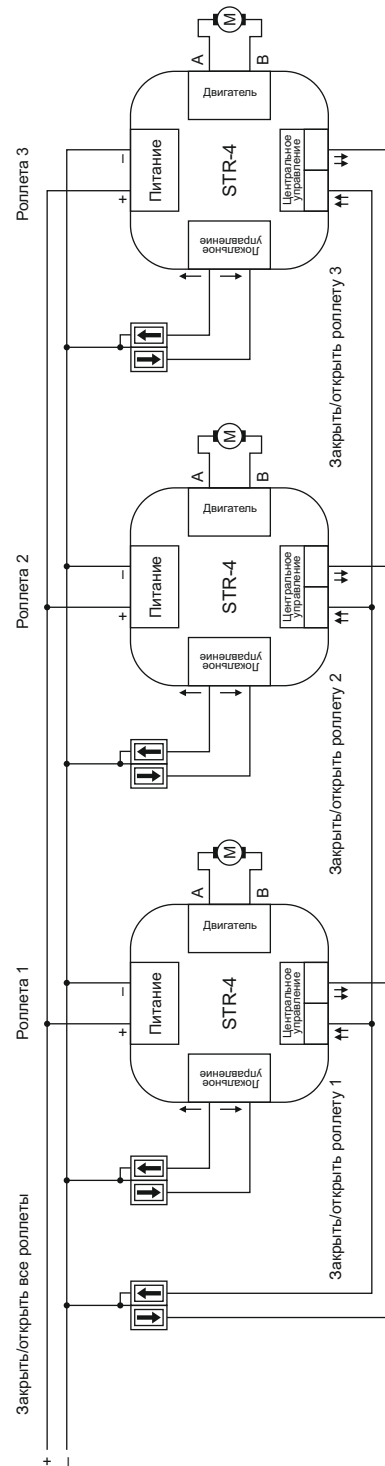 Закрыть/открыть все роллеты
+
–
Роллета 1
+
–
Питание
STR-4
Локальное
управление
Двигатель
A
B
M
Центральное
управление
Закрыть/открыть роллету 1
Роллета 2
+
–
Питание
STR-4
Локальное
управление
Двигатель
A
B
M
Центральное
управление
Закрыть/открыть роллету 2
Роллета 3
+
–
Питание
STR-4
Локальное
управление
Двигатель
A
B
M
Центральное
управление
Закрыть/открыть роллету 3